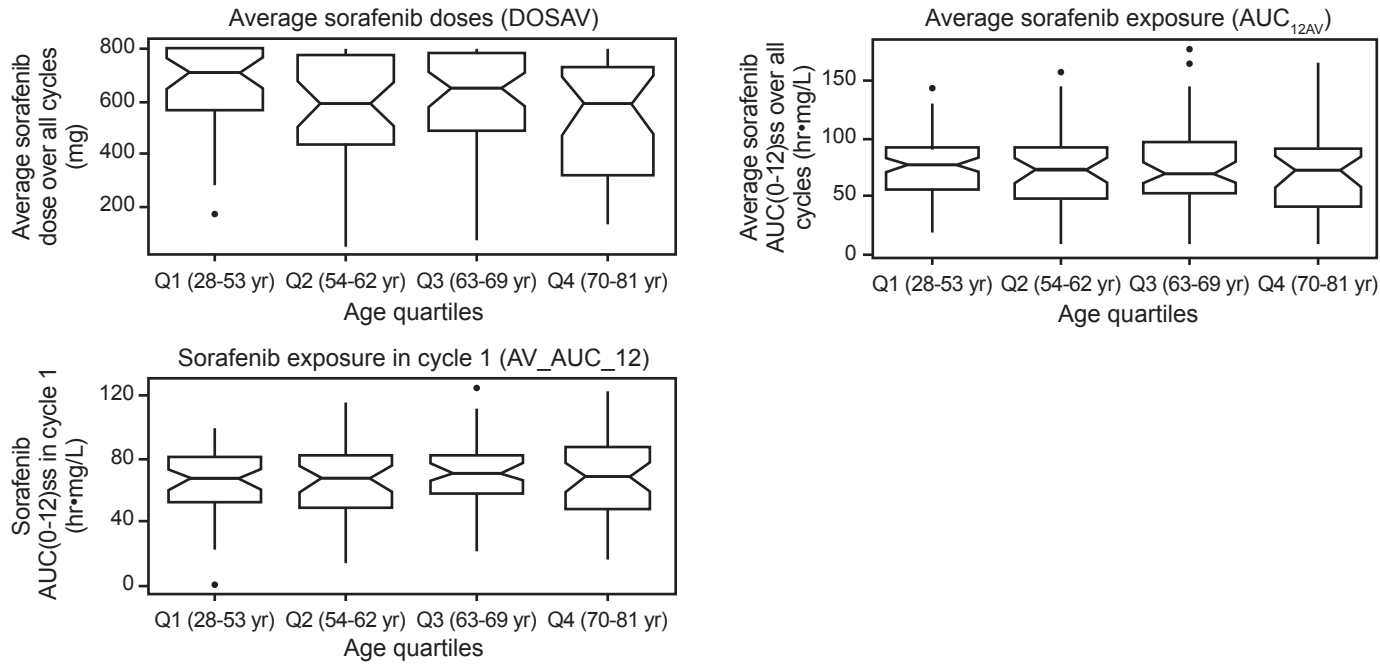 Average sorafenib doses (DOSAV)
Average sorafenib
dose over all cycles
(mg)
800
600
400
200
Q1 (28-53 yr) Q2 (54-62 yr) Q3 (63-69 yr) Q4 (70-81 yr)
Age quartiles
Average sorafenib exposure (AUC12AV)
Average sorafenib
AUC(0-12)ss over all
cycles (hr•mg/L)
150
100
50
0
Q1 (28-53 yr) Q2 (54-62 yr) Q3 (63-69 yr) Q4 (70-81 yr)
Age quartiles
Sorafenib exposure in cycle 1 (AV_AUC_12)
Sorafenib
AUC(0-12)ss in cycle 1
(hr•mg/L)
120
80
40
0
Q1 (28-53 yr) Q2 (54-62 yr) Q3 (63-69 yr) Q4 (70-81 yr)
Age quartiles